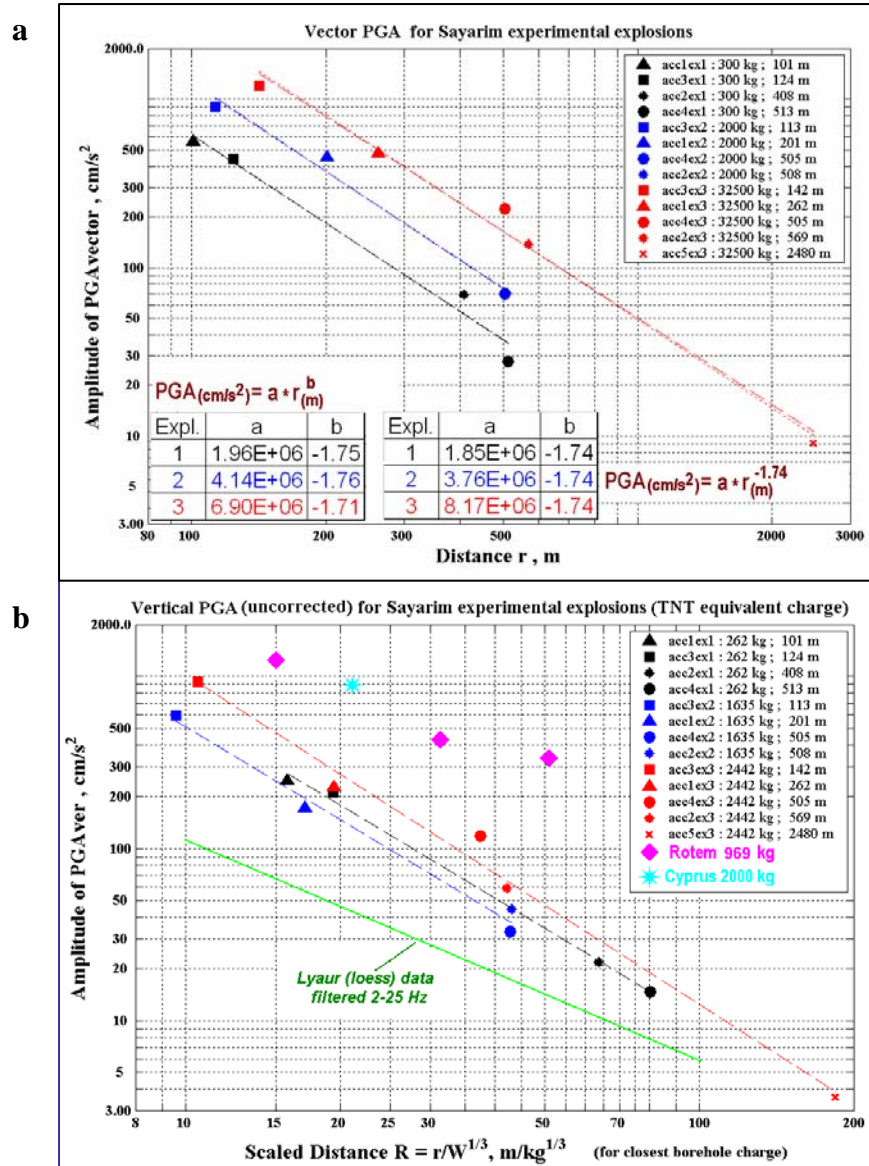 a
Vector PGA for Sayarim experimental explosions
2000.0
500
400
300
200
100
50
30
20
10
5
3.00
Amplitude of PGAvector , cm/s²
acc1ex1 : 300 kg ; 101 m
acc3ex1 : 300 kg ; 124 m
acc2ex1 : 300 kg ; 408 m
acc4ex1 : 300 kg ; 513 m
acc3ex2 : 2000 kg ; 113 m
acc1ex2 : 2000 kg ; 201 m
acc4ex2 : 2000 kg ; 505 m
acc2ex2 : 2000 kg ; 508 m
acc3ex3 : 32500 kg ; 142 m
acc1ex3 : 32500 kg ; 262 m
acc4ex3 : 32500 kg ; 505 m
acc2ex3 : 32500 kg ; 569 m
acc5ex3 : 32500 kg ; 2480 m
PGA(cm/s²)= a * r(m)^b
Expl. a b
1 1.96E+06 -1.75
2 4.14E+06 -1.76
3 6.90E+06 -1.71
Expl. a b
1 1.85E+06 -1.74
2 3.76E+06 -1.74
3 8.17E+06 -1.74
PGA(cm/s²)= a * r(m)^-1.74
80 100 200 300 500 2000 3000
Distance r , m
b
Vertical PGA (uncorrected) for Sayarim experimental explosions (TNT equivalent charge)
2000.0
500
300
200
100
50
30
20
10
5
3.00
Amplitude of PGAver , cm/s²
acc1ex1 : 262 kg ; 101 m
acc3ex1 : 262 kg ; 124 m
acc2ex1 : 262 kg ; 408 m
acc4ex1 : 262 kg ; 513 m
acc3ex2 : 1635 kg ; 113 m
acc1ex2 : 1635 kg ; 201 m
acc4ex2 : 1635 kg ; 505 m
acc2ex2 : 1635 kg ; 508 m
acc3ex3 : 2442 kg ; 142 m
acc1ex3 : 2442 kg ; 262 m
acc4ex3 : 2442 kg ; 505 m
acc2ex3 : 2442 kg ; 569 m
acc5ex3 : 2442 kg ; 2480 m
Rotem 969 kg
Cyprus 2000 kg
Lyaur (loess) data
filtered 2-25 Hz
8 10 15 20 30 40 50 70 100 200
Scaled Distance R = r/W^1/3, m/kg^1/3 (for closest borehole charge)